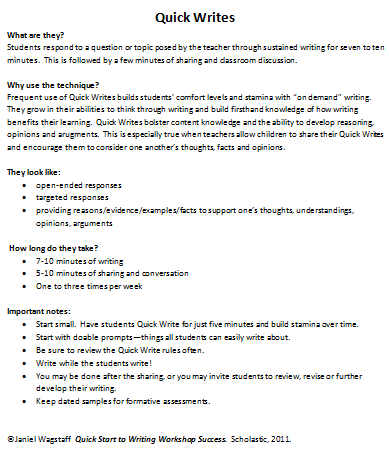 Quick Writes
What are they?
Students respond to a question or topic posed by the teacher through sustained writing for seven to ten
minutes.  This is followed by a few minutes of sharing and classroom discussion.
Why use the technique?
Frequent use of Quick Writes builds students' comfort levels and stamina with "on demand" writing.
They grow in their abilities to think through writing and build firsthand knowledge of how writing
benefits their learning.  Quick Writes bolster content knowledge and the ability to develop reasoning,
opinions and arugments.  This is especially true when teachers allow children to share their Quick Writes
and encourage them to consider one another's thoughts, facts and opinions.
They look like:
• open-ended responses
• targeted responses
• providing reasons/evidence/examples/facts to support one's thoughts, understandings,
opinions, arguments
How long do they take?
• 7-10 minutes of writing
• 5-10 minutes of sharing and conversation
• One to three times per week
Important notes:
• Start small.  Have students Quick Write for just five minutes and build stamina over time.
• Start with doable prompts—things all students can easily write about.
• Be sure to review the Quick Write rules often.
• Write while the students write!
• You may be done after the sharing, or you may invite students to review, revise or further
develop their writing.
• Keep dated samples for formative assessments.
©Janiel Wagstaff  Quick Start to Writing Workshop Success.  Scholastic, 2011.